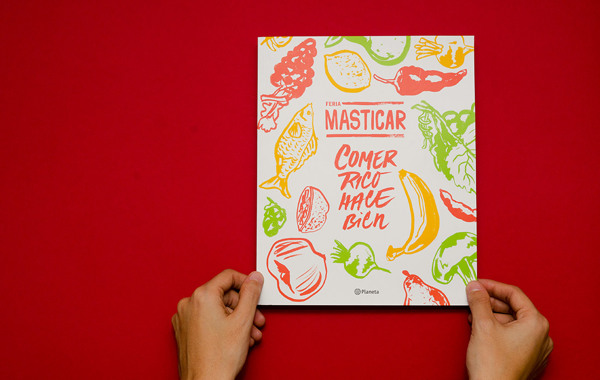 FERIA
MASTICAR
COMER
RICO
HACE
BIEN
Planeta